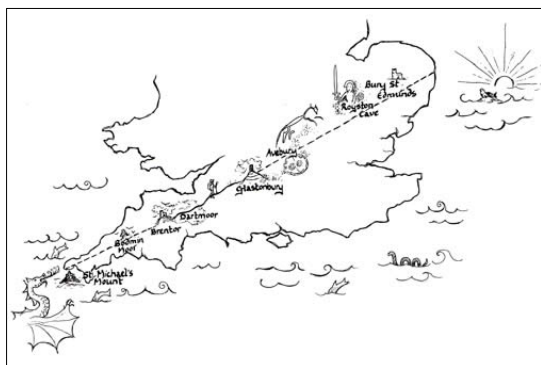 Bury St
Edmunds
Royston
Cave
Avebury
Glastonbury
Dartmoor
Brentor
Bodmin
Moor
St. Michael's
Mount